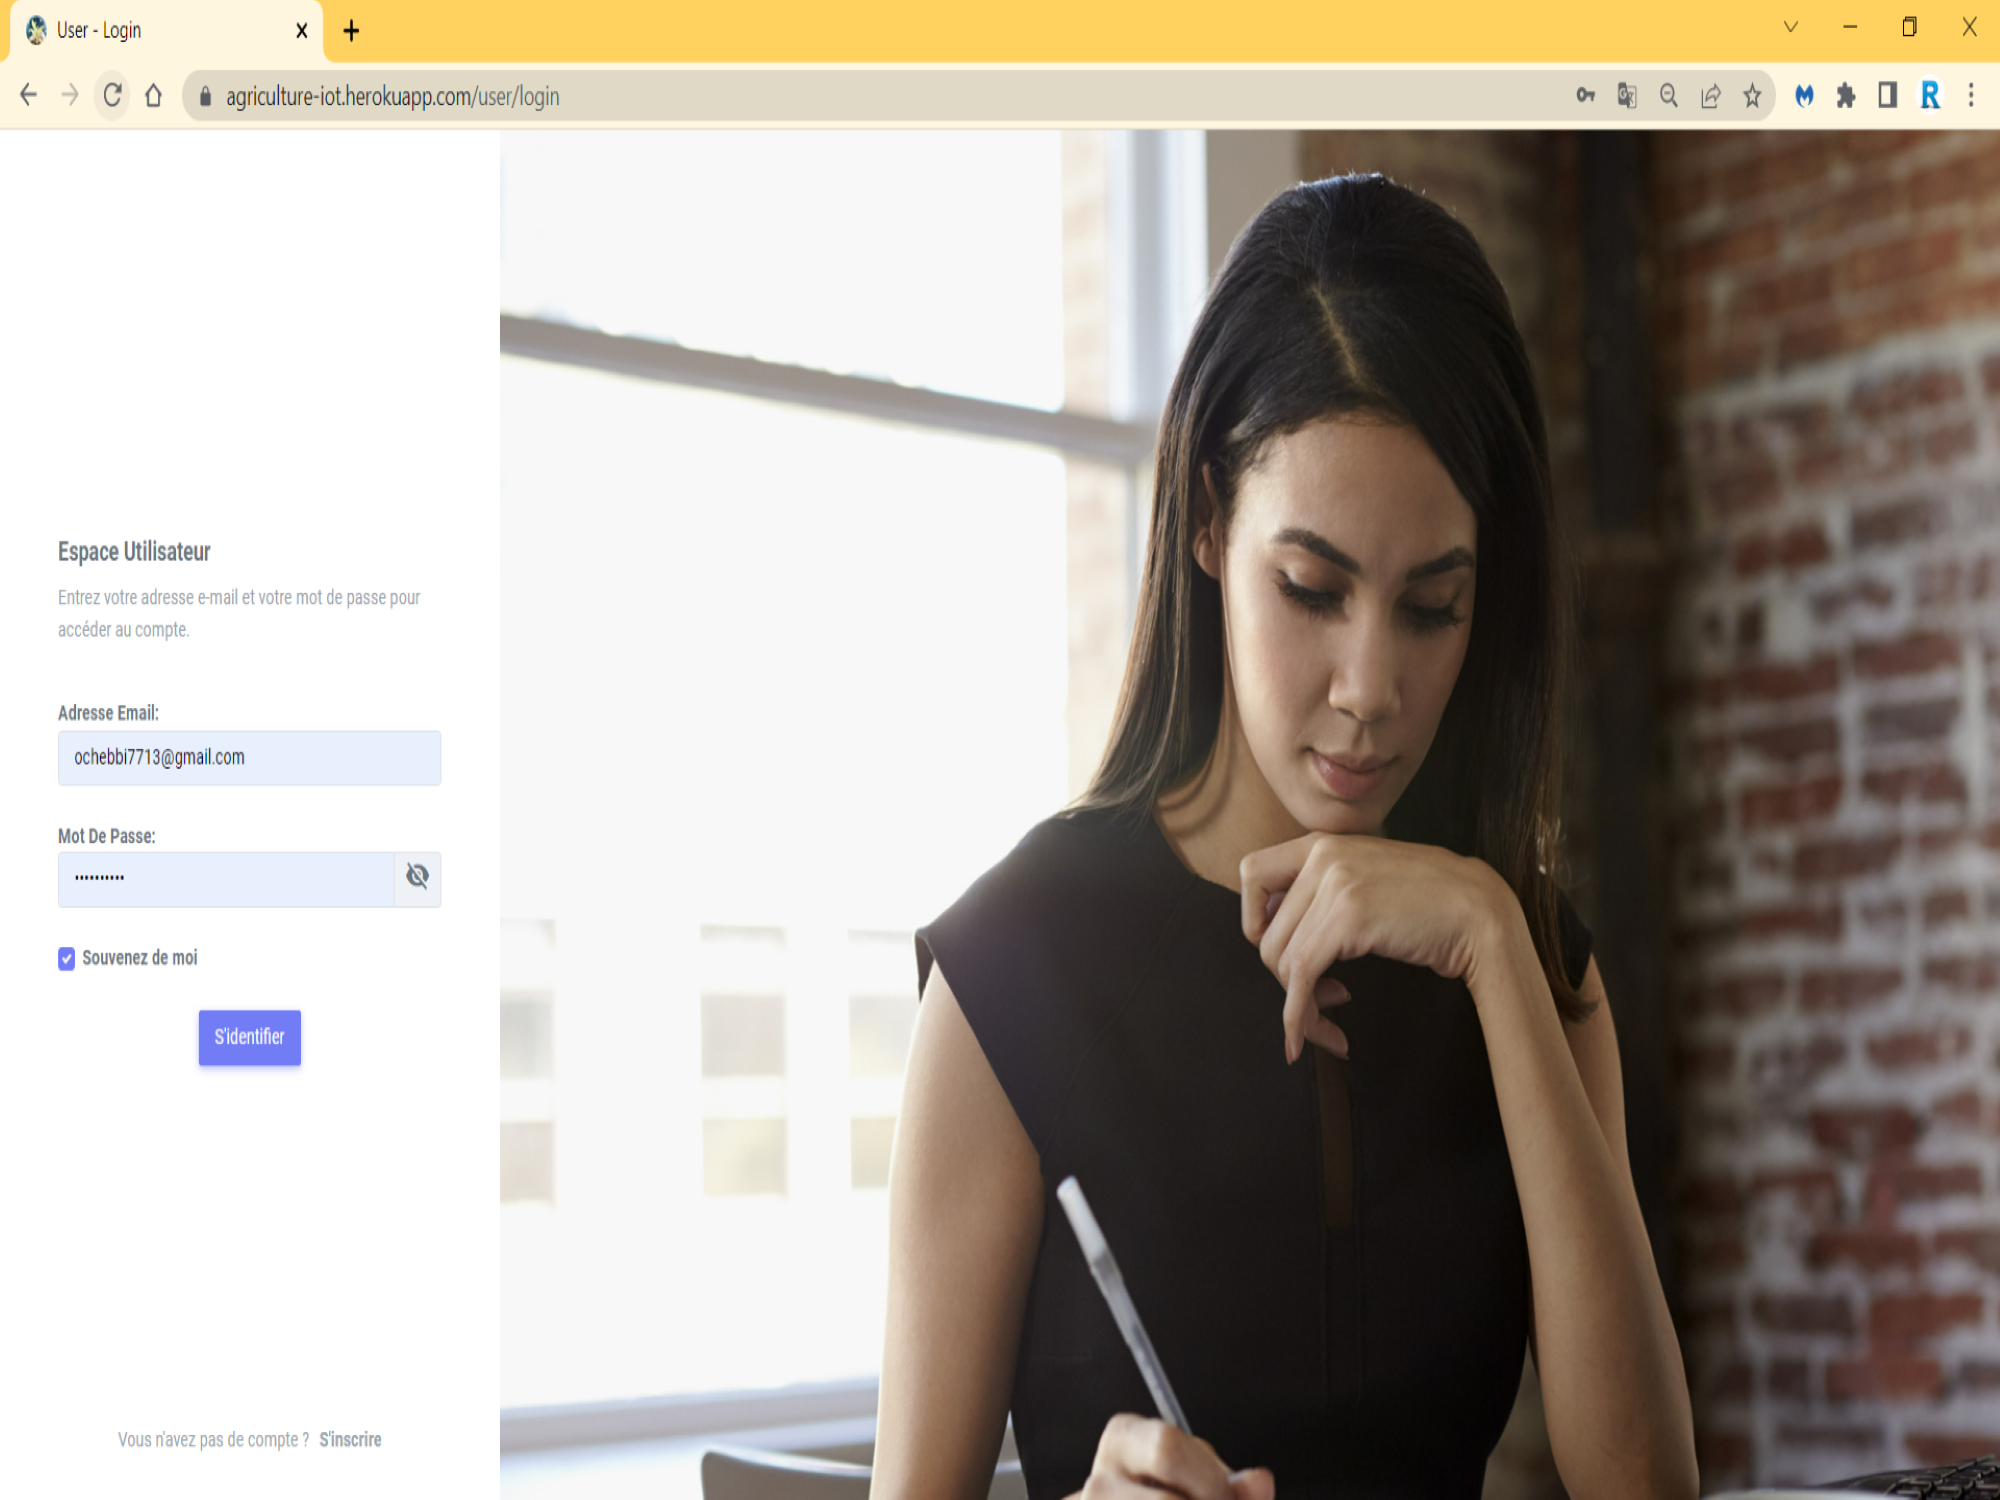 User - Login
agriculture-iot.herokuapp.com/user/login
R
Espace Utilisateur
Entrez votre adresse e-mail et votre mot de passe pour
accéder au compte.
Adresse Email:
ochebbi7713@gmail.com
Mot De Passe:
••••••••••
Souvenez de moi
S'identifier
Vous n'avez pas de compte ? S'inscrire